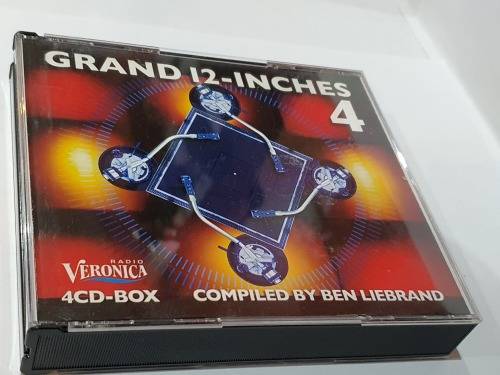 GRAND 12-INCHES
4
RADIO
VERONICA
4CD-BOX
COMPILED BY BEN LIEBRAND